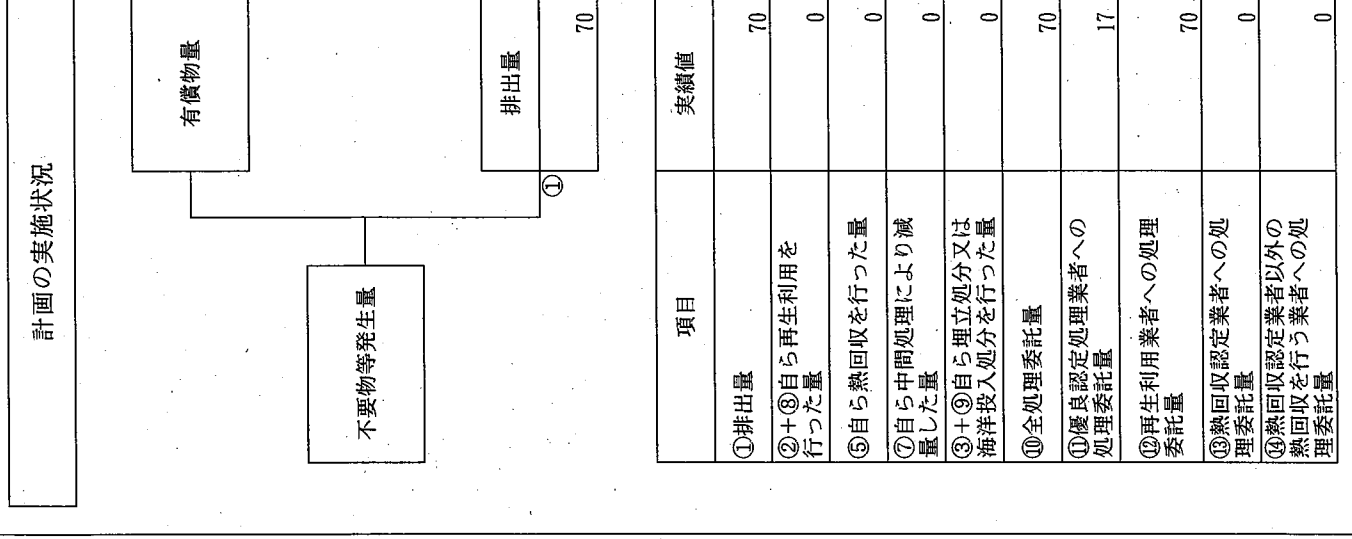 計画の実施状況
有償物量
不要物等発生量
①
排出量
70
項目
実績値
①排出量
70
②+⑧自ら再生利用を
行った量
0
⑤自ら熱回収を行った量
0
⑦自ら中間処理により減
量した量
0
③+⑨自ら埋立処分又は
海洋投入処分を行った量
0
⑩全処理委託量
70
⑪優良認定処理業者への
処理委託量
17
⑫再生利用業者への処理
委託量
70
⑬熱回収認定業者への処
理委託量
0
⑭熱回収認定業者以外の
熱回収を行う業者への処
理委託量
0